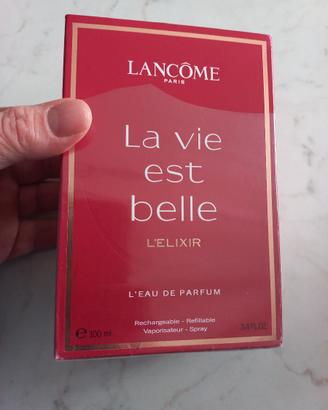 LANCÔME
PARIS
La vie
est
belle
L'ELIXIR
L'EAU DE PARFUM
Rechargeable - Refillable
Vaporisateur - Spray
℮ 100 ml
3.4 FL.OZ.